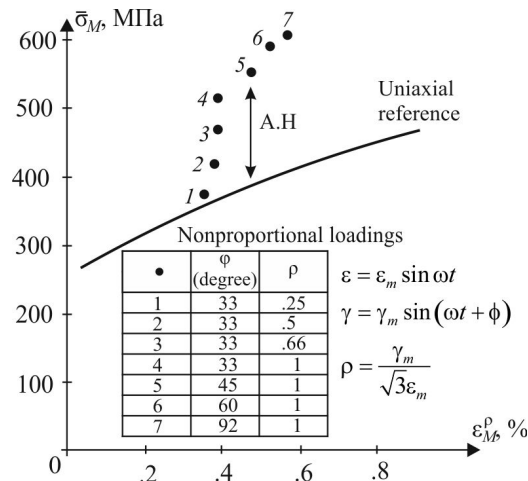 σ̄_M, МПа
600
500
400
300
200
100
0
.2
.4
.6
.8
ε_M^ρ, %
7
6
5
4
3
2
1
A.H
Uniaxial
reference
Nonproportional loadings
• φ (degree) ρ
1 33 .25
2 33 .5
3 33 .66
4 33 1
5 45 1
6 60 1
7 92 1
ε = ε_m sin ωt
γ = γ_m sin(ωt + ϕ)
ρ = γ_m / √3ε_m